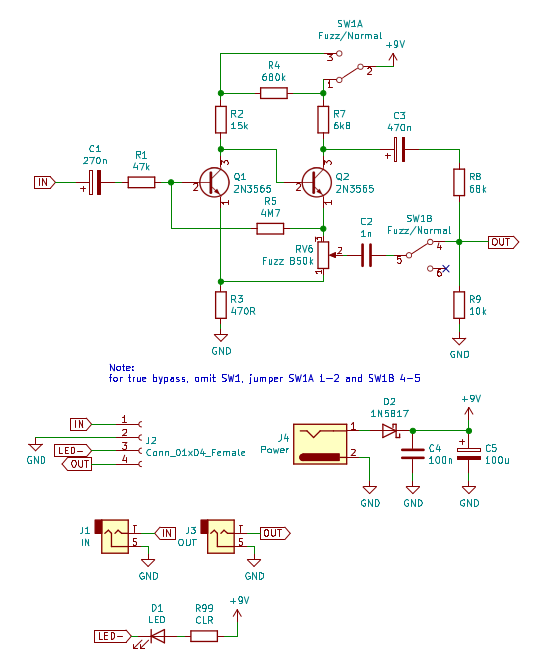 SW1A
Fuzz/Normal
+9V
3
2
1
R4
680k
R2
15k
R7
6k8
C3
470n
C1
270n
R1
47k
IN
+
3
Q1
2N3565
2
1
3
Q2
2N3565
2
1
+
R8
68k
R5
4M7
C2
1n
SW1B
Fuzz/Normal
RV6
Fuzz B50k
3
2
1
5
4
6
OUT
R3
470R
R9
10k
GND
GND
Note:
for true bypass, omit SW1, jumper SW1A 1-2 and SW1B 4-5
IN
1
2
LED-
3
OUT
4
GND
J2
Conn_01x04_Female
J4
Power
1
2
D2
1N5817
+9V
C4
100n
+
C5
100u
GND
GND
GND
J1
IN
T
S
IN
GND
J3
OUT
T
S
OUT
GND
LED-
D1
LED
R99
CLR
+9V